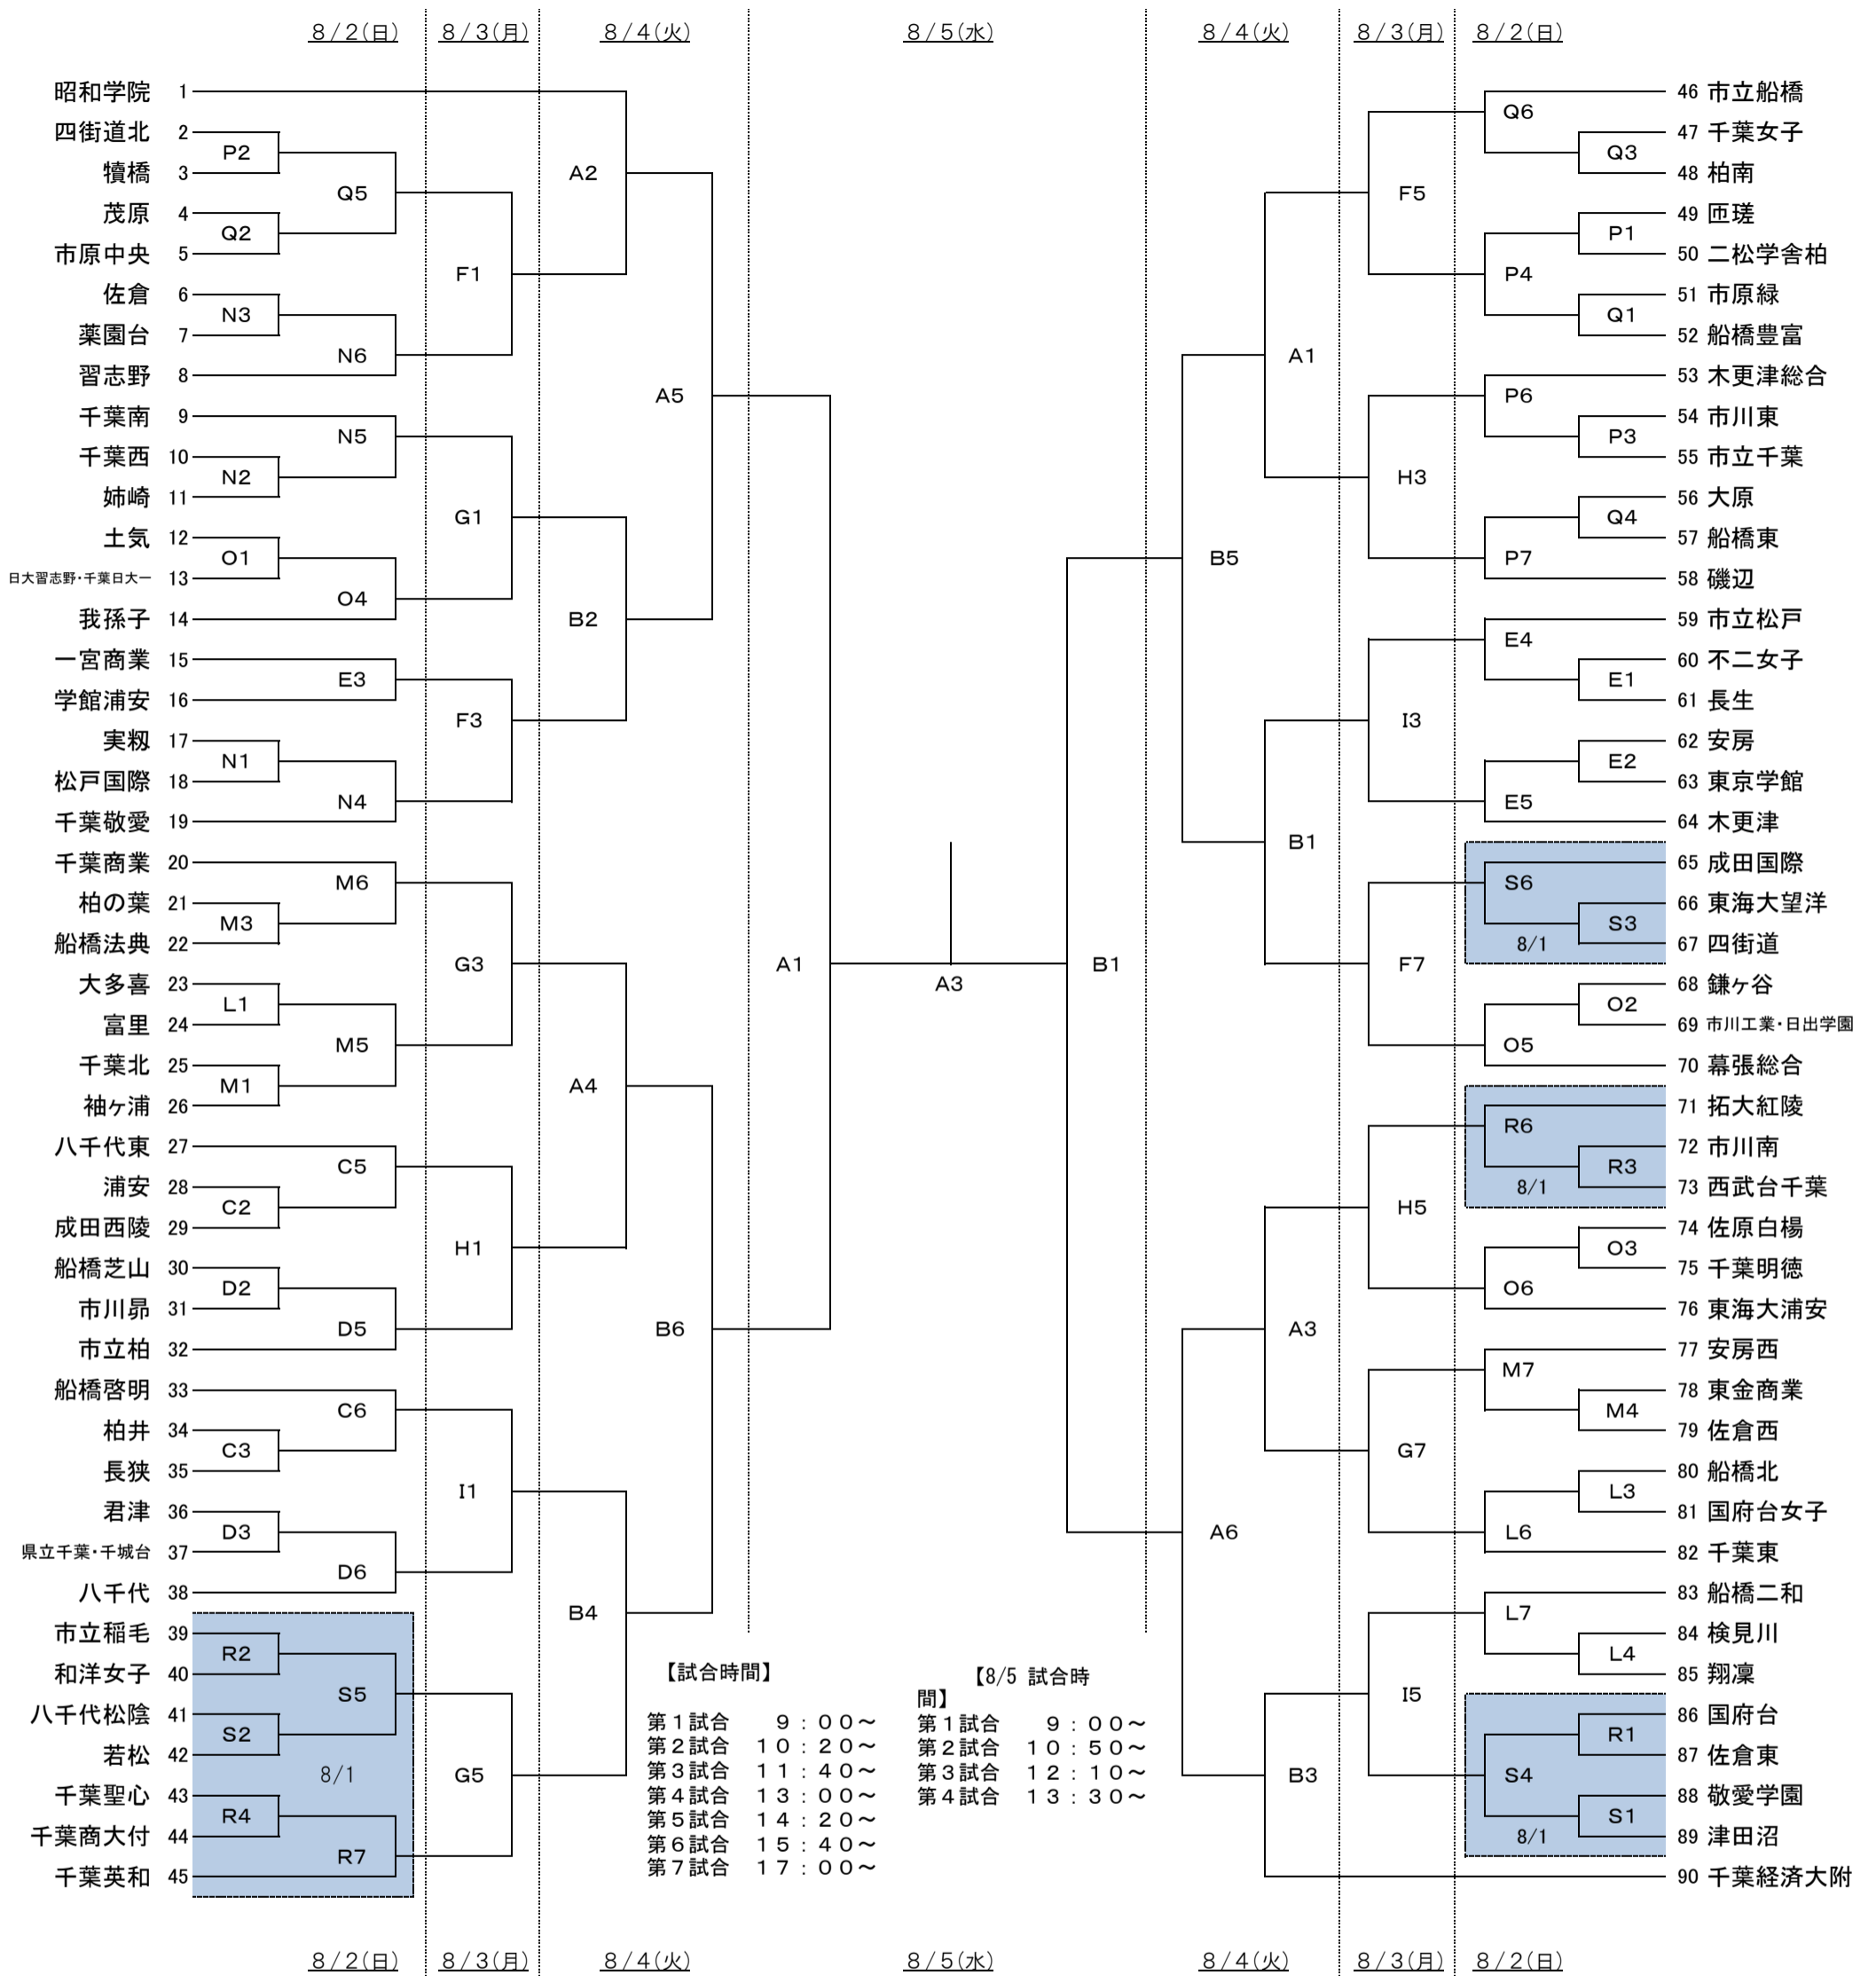 8/2(日) 8/3(月) 8/4(火) 8/5(水) 8/4(火) 8/3(月) 8/2(日)
昭和学院 1
四街道北 2
P2
犢橋 3
Q5
茂原 4
Q2
市原中央 5
佐倉 6
N3
薬園台 7
N6
習志野 8
F1
A2
千葉南 9
N5
千葉西 10
N2
姉崎 11
土気 12
O1
日大習志野・千葉日大一 13
O4
我孫子 14
G1
一宮商業 15
E3
学館浦安 16
実籾 17
N1
松戸国際 18
N4
千葉敬愛 19
F3
B2
A5
千葉商業 20
M6
柏の葉 21
M3
船橋法典 22
大多喜 23
L1
富里 24
M5
千葉北 25
M1
袖ヶ浦 26
G3
八千代東 27
C5
浦安 28
C2
成田西陵 29
船橋芝山 30
D2
市川昴 31
D5
市立柏 32
H1
A4
船橋啓明 33
C6
柏井 34
C3
長狭 35
君津 36
D3
県立千葉・千城台 37
D6
八千代 38
I1
市立稲毛 39
R2
和洋女子 40
S5
八千代松陰 41
S2
若松 42
8/1
千葉聖心 43
R4
千葉商大付 44
R7
千葉英和 45
G5
B4
B6
A1
A3
B1
46 市立船橋
Q6
47 千葉女子
Q3
48 柏南
F5
49 匝瑳
P1
50 二松学舎柏
P4
51 市原緑
Q1
52 船橋豊富
A1
53 木更津総合
P6
54 市川東
P3
55 市立千葉
H3
56 大原
Q4
57 船橋東
P7
58 磯辺
B5
59 市立松戸
E4
60 不二女子
E1
61 長生
I3
62 安房
E2
63 東京学館
E5
64 木更津
B1
65 成田国際
S6
66 東海大望洋
S3
67 四街道
8/1
F7
68 鎌ヶ谷
O2
69 市川工業・日出学園
O5
70 幕張総合
71 拓大紅陵
R6
72 市川南
R3
73 西武台千葉
8/1
H5
74 佐原白楊
O3
75 千葉明徳
O6
76 東海大浦安
A3
77 安房西
M7
78 東金商業
M4
79 佐倉西
G7
80 船橋北
L3
81 国府台女子
L6
82 千葉東
A6
83 船橋二和
L7
84 検見川
L4
85 翔凜
I5
86 国府台
R1
87 佐倉東
S4
88 敬愛学園
S1
89 津田沼
8/1
B3
90 千葉経済大附
【試合時間】
第1試合 9:00~
第2試合 10:20~
第3試合 11:40~
第4試合 13:00~
第5試合 14:20~
第6試合 15:40~
第7試合 17:00~
【8/5 試合時
間】
第1試合 9:00~
第2試合 10:50~
第3試合 12:10~
第4試合 13:30~
8/2(日) 8/3(月) 8/4(火) 8/5(水) 8/4(火) 8/3(月) 8/2(日)